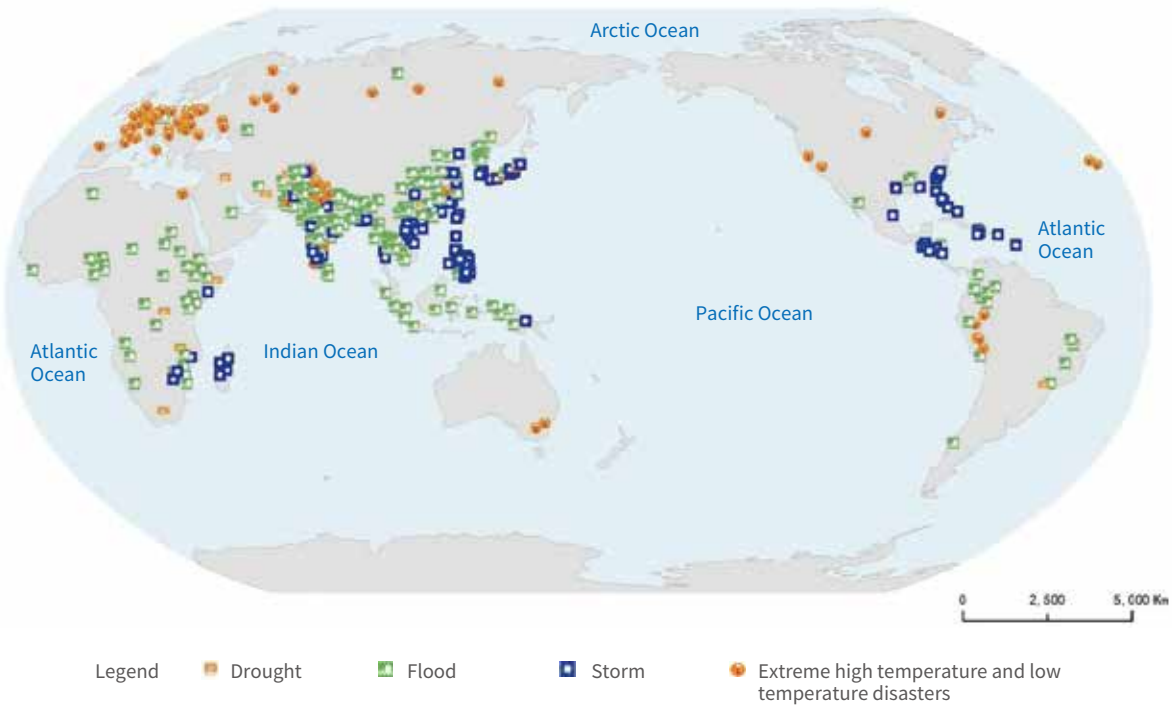 Arctic Ocean
Atlantic
Ocean
Pacific Ocean
Atlantic
Ocean
Indian Ocean
0 2, 500 5, 000 Km
Legend Drought Flood Storm Extreme high temperature and low
temperature disasters